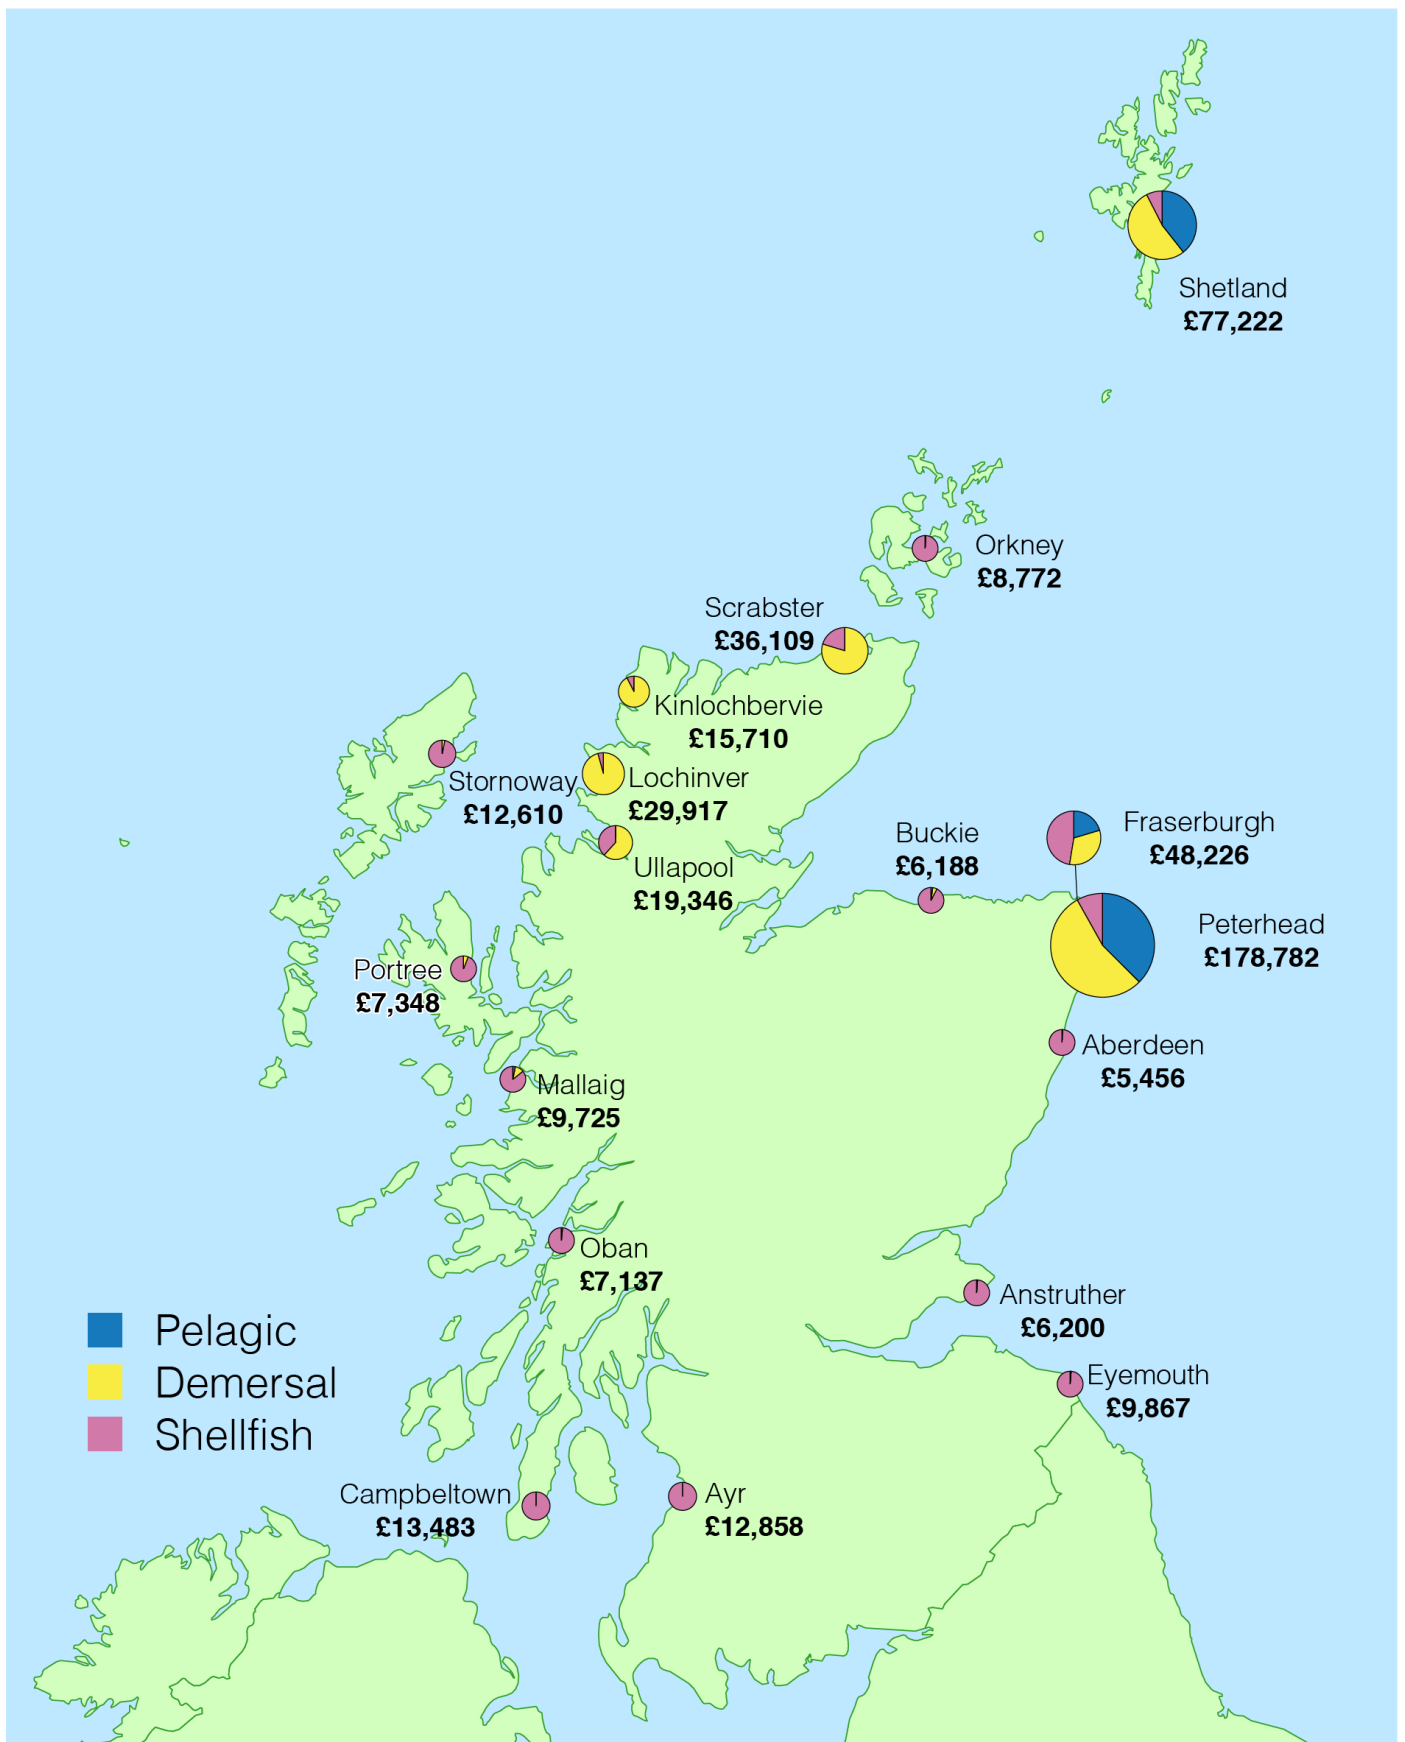 Shetland
£77,222
Orkney
£8,772
Scrabster
£36,109
Kinlochbervie
£15,710
Stornoway
£12,610
Lochinver
£29,917
Ullapool
£19,346
Buckie
£6,188
Fraserburgh
£48,226
Peterhead
£178,782
Portree
£7,348
Aberdeen
£5,456
Mallaig
£9,725
Oban
£7,137
Anstruther
£6,200
Eyemouth
£9,867
Pelagic
Demersal
Shellfish
Campbeltown
£13,483
Ayr
£12,858